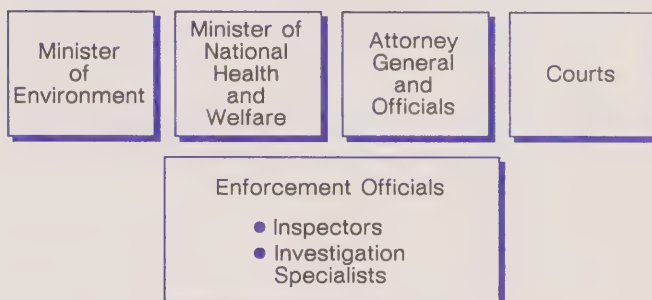 Minister
of
Environment
Minister of
National
Health
and
Welfare
Attorney
General
and
Officials
Courts
Enforcement Officials
• Inspectors
• Investigation
Specialists